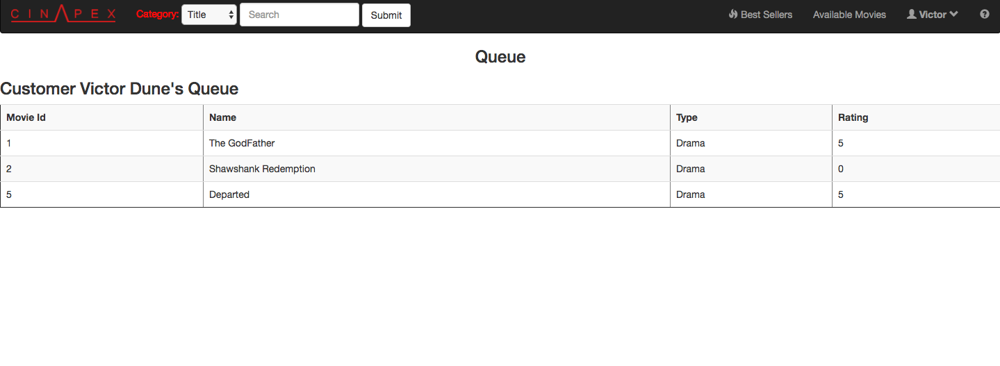 CINAPEX Category: Title Search Submit Best Sellers Available Movies Victor ?
Queue
Customer Victor Dune's Queue
Movie Id Name Type Rating
1 The GodFather Drama 5
2 Shawshank Redemption Drama 0
5 Departed Drama 5